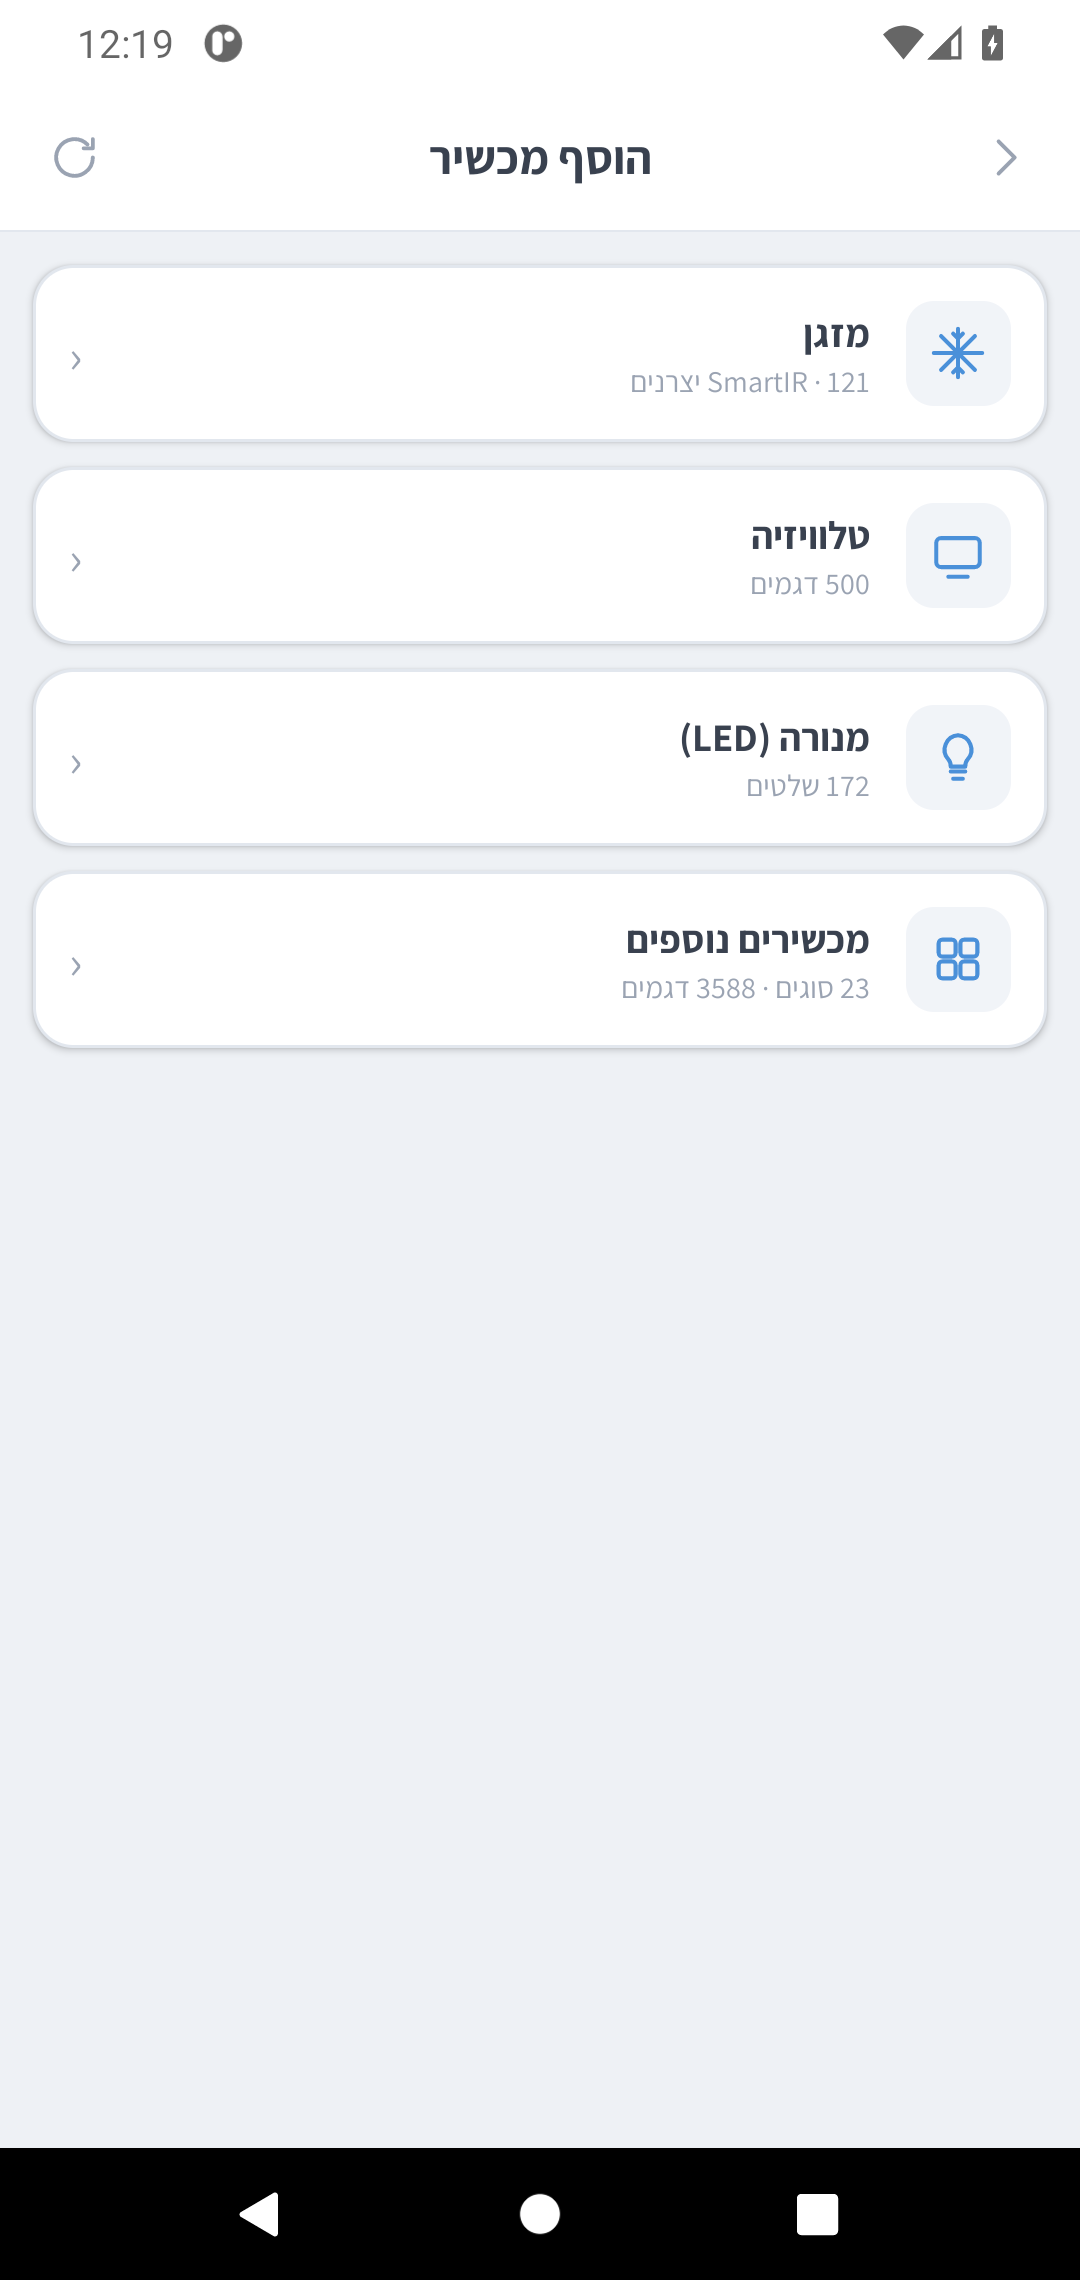 12:19
הוסף מכשיר
מזגן
121 · SmartIR יצרנים
טלוויזיה
500 דגמים
מנורה (LED)
172 שלטים
מכשירים נוספים
23 סוגים · 3588 דגמים